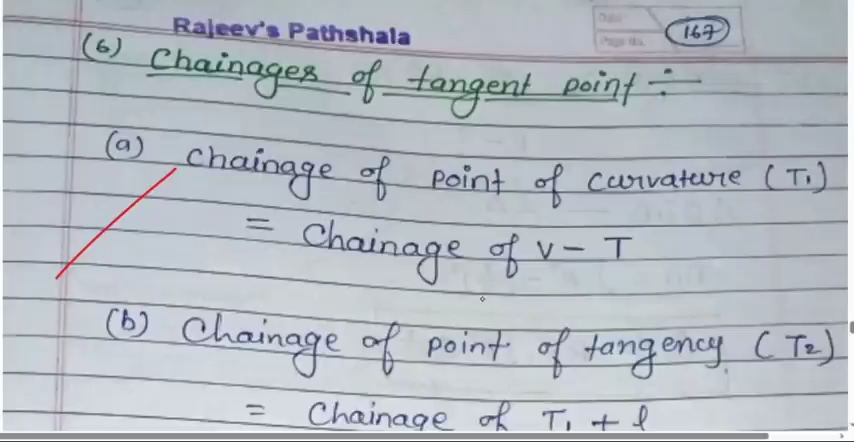 Rajeev's Pathshala
Date
Page No.
167
(6) Chainages of tangent point :-
(a) Chainage of point of curvature (T1)
= Chainage of V - T
(b) Chainage of point of tangency (T2)
= Chainage of T1 + l